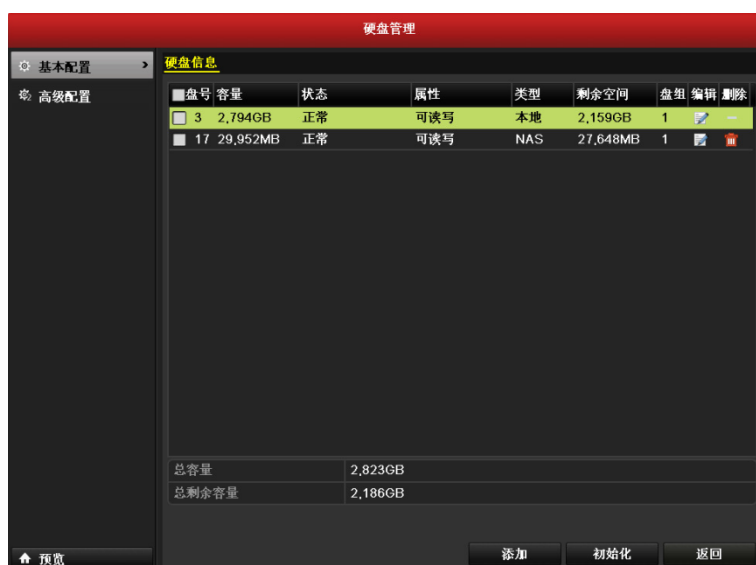 硬盘管理
基本配置 >
高级配置
硬盘信息
盘号 容量 状态 属性 类型 剩余空间 盘组 编辑 删除
3 2,794GB 正常 可读写 本地 2,159GB 1 —
17 29,952MB 正常 可读写 NAS 27,648MB 1
总容量 2,823GB
总剩余容量 2,186GB
预览 添加 初始化 返回